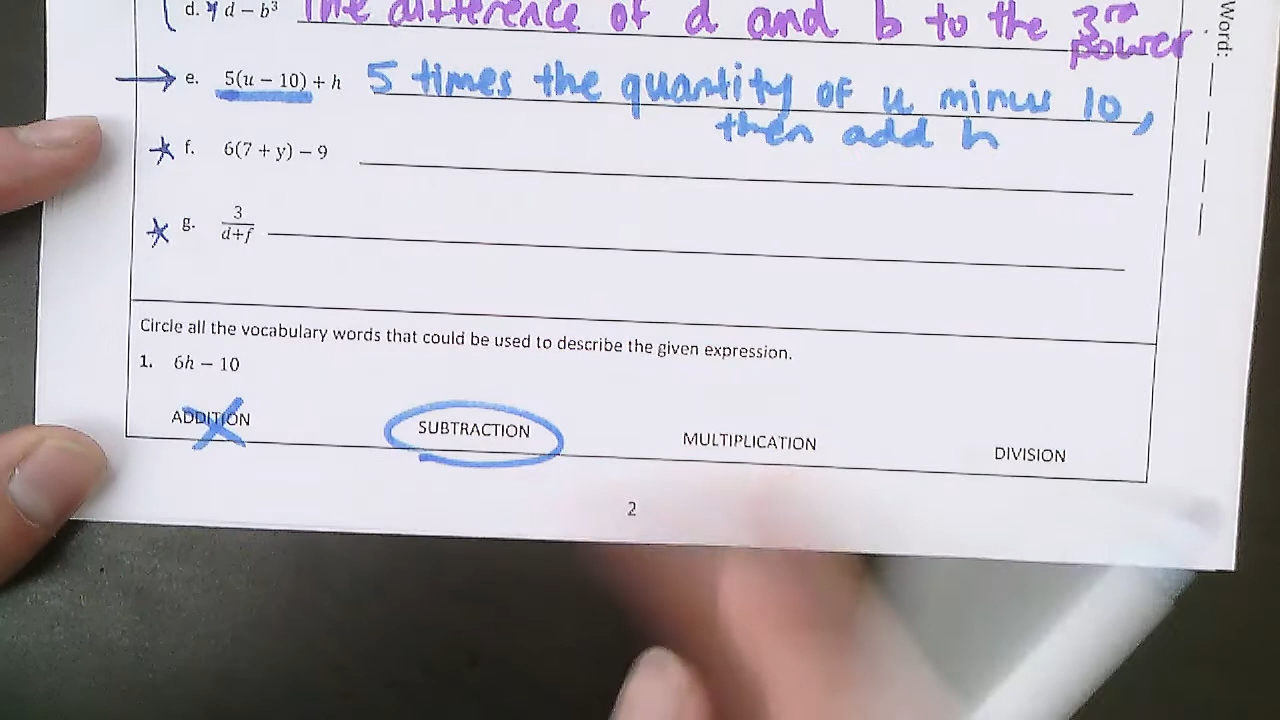 d. d − b³ The difference of d and b to the 3rd power
e. 5(u − 10) + h 5 times the quantity of u minus 10, then add h
f. 6(7 + y) − 9
g. 3/d+f
Circle all the vocabulary words that could be used to describe the given expression.
1. 6h − 10
ADDITION SUBTRACTION MULTIPLICATION DIVISION
2
Word: